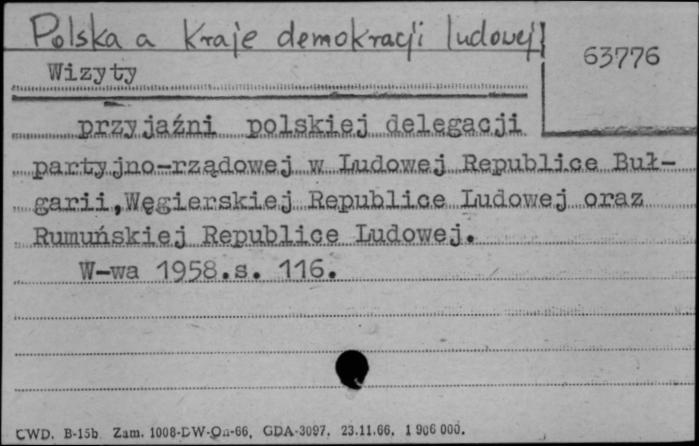 Polska a Kraje demokracji ludowej
63776
Wizyty
przyjaźni polskiej delegacji
partyjno-rządowej w Ludowej Republice Buł-
garii,Węgierskiej Republice Ludowej oraz
Rumuńskiej Republice Ludowej.
W-wa 1958.s. 116.
CWD. B-15b Zam. 1008-DW-Оп-66, GDA-3097. 23.11.66. 1 906 000.